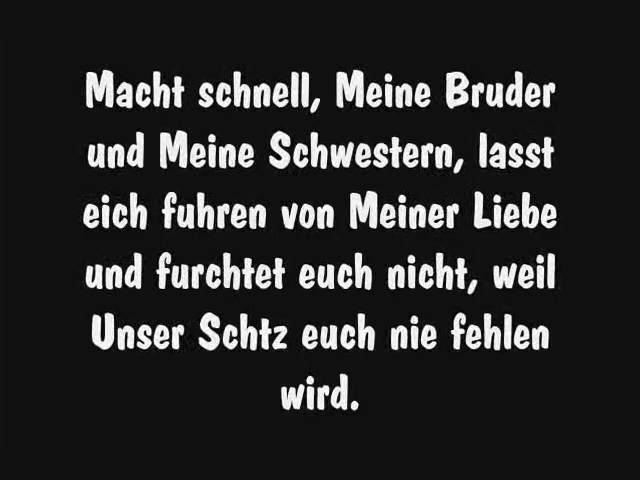 Macht schnell, Meine Bruder
und Meine Schwestern, lasst
eich fuhren von Meiner Liebe
und furchtet euch nicht, weil
Unser Schtz euch nie fehlen
wird.